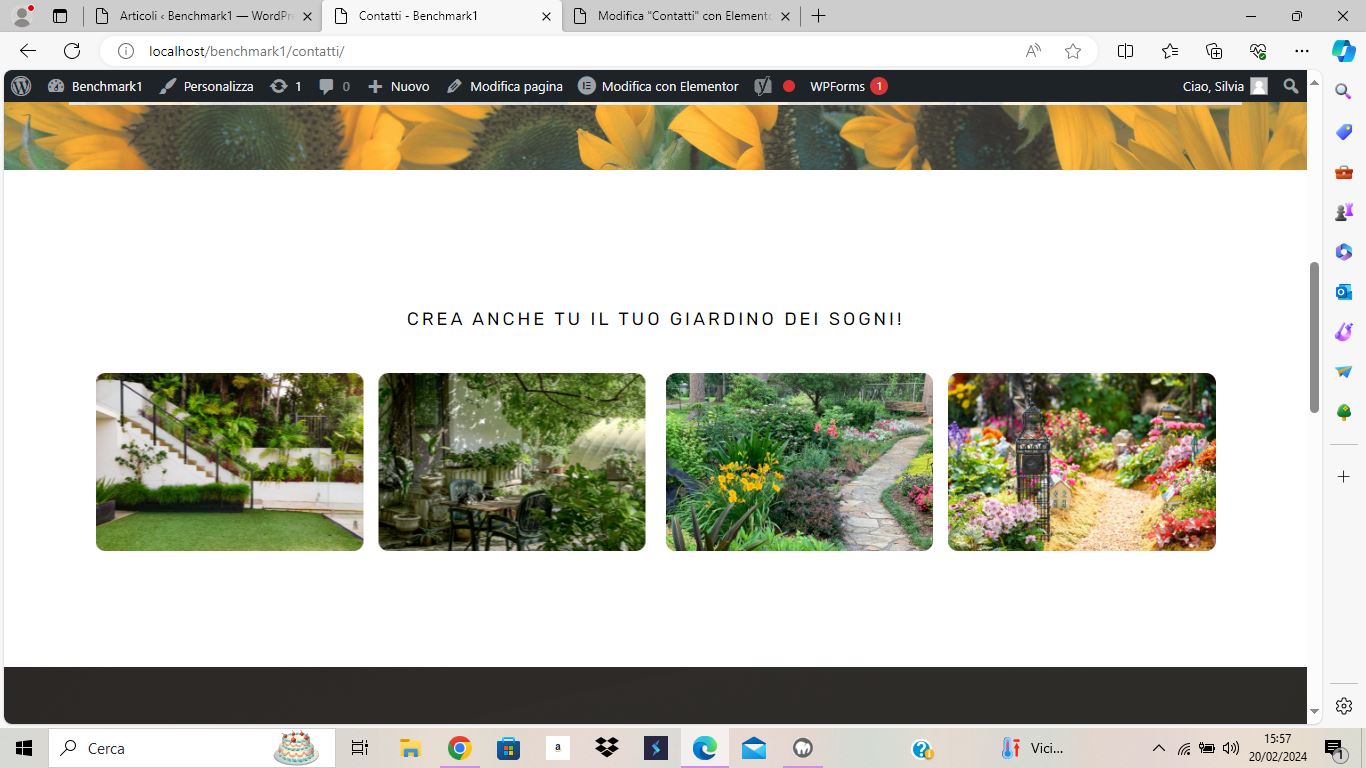 Articoli ‹ Benchmark1 — WordPr
Contatti - Benchmark1
Modifica "Contatti" con Elemento
localhost/benchmark1/contatti/
Benchmark1
Personalizza
1
0
Nuovo
Modifica pagina
Modifica con Elementor
WPForms 1
Ciao, Silvia
CREA ANCHE TU IL TUO GIARDINO DEI SOGNI!
Cerca
a
Vici...
15:57
20/02/2024
1